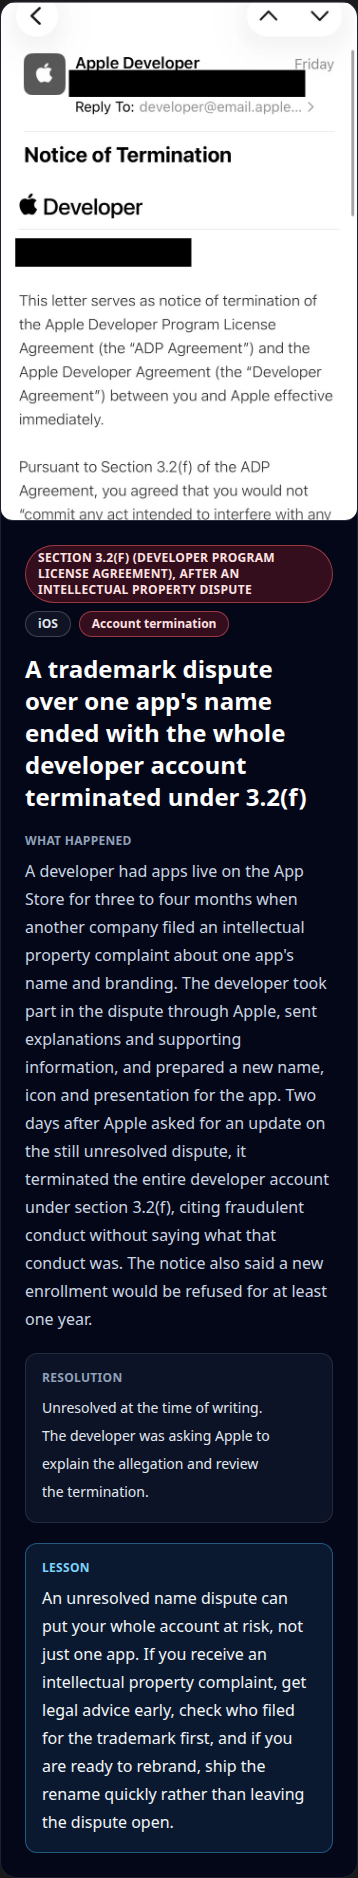 Apple Developer
Friday
Reply To: developer@email.apple...
Notice of Termination
Developer
This letter serves as notice of termination of
the Apple Developer Program License
Agreement (the “ADP Agreement”) and the
Apple Developer Agreement (the “Developer
Agreement”) between you and Apple effective
immediately.
Pursuant to Section 3.2(f) of the ADP
Agreement, you agreed that you would not
“commit any act intended to interfere with any
SECTION 3.2(F) (DEVELOPER PROGRAM
LICENSE AGREEMENT), AFTER AN
INTELLECTUAL PROPERTY DISPUTE
iOS
Account termination
A trademark dispute
over one app's name
ended with the whole
developer account
terminated under 3.2(f)
WHAT HAPPENED
A developer had apps live on the App
Store for three to four months when
another company filed an intellectual
property complaint about one app's
name and branding. The developer took
part in the dispute through Apple, sent
explanations and supporting
information, and prepared a new name,
icon and presentation for the app. Two
days after Apple asked for an update on
the still unresolved dispute, it
terminated the entire developer account
under section 3.2(f), citing fraudulent
conduct without saying what that
conduct was. The notice also said a new
enrollment would be refused for at least
one year.
RESOLUTION
Unresolved at the time of writing.
The developer was asking Apple to
explain the allegation and review
the termination.
LESSON
An unresolved name dispute can
put your whole account at risk, not
just one app. If you receive an
intellectual property complaint, get
legal advice early, check who filed
for the trademark first, and if you
are ready to rebrand, ship the
rename quickly rather than leaving
the dispute open.